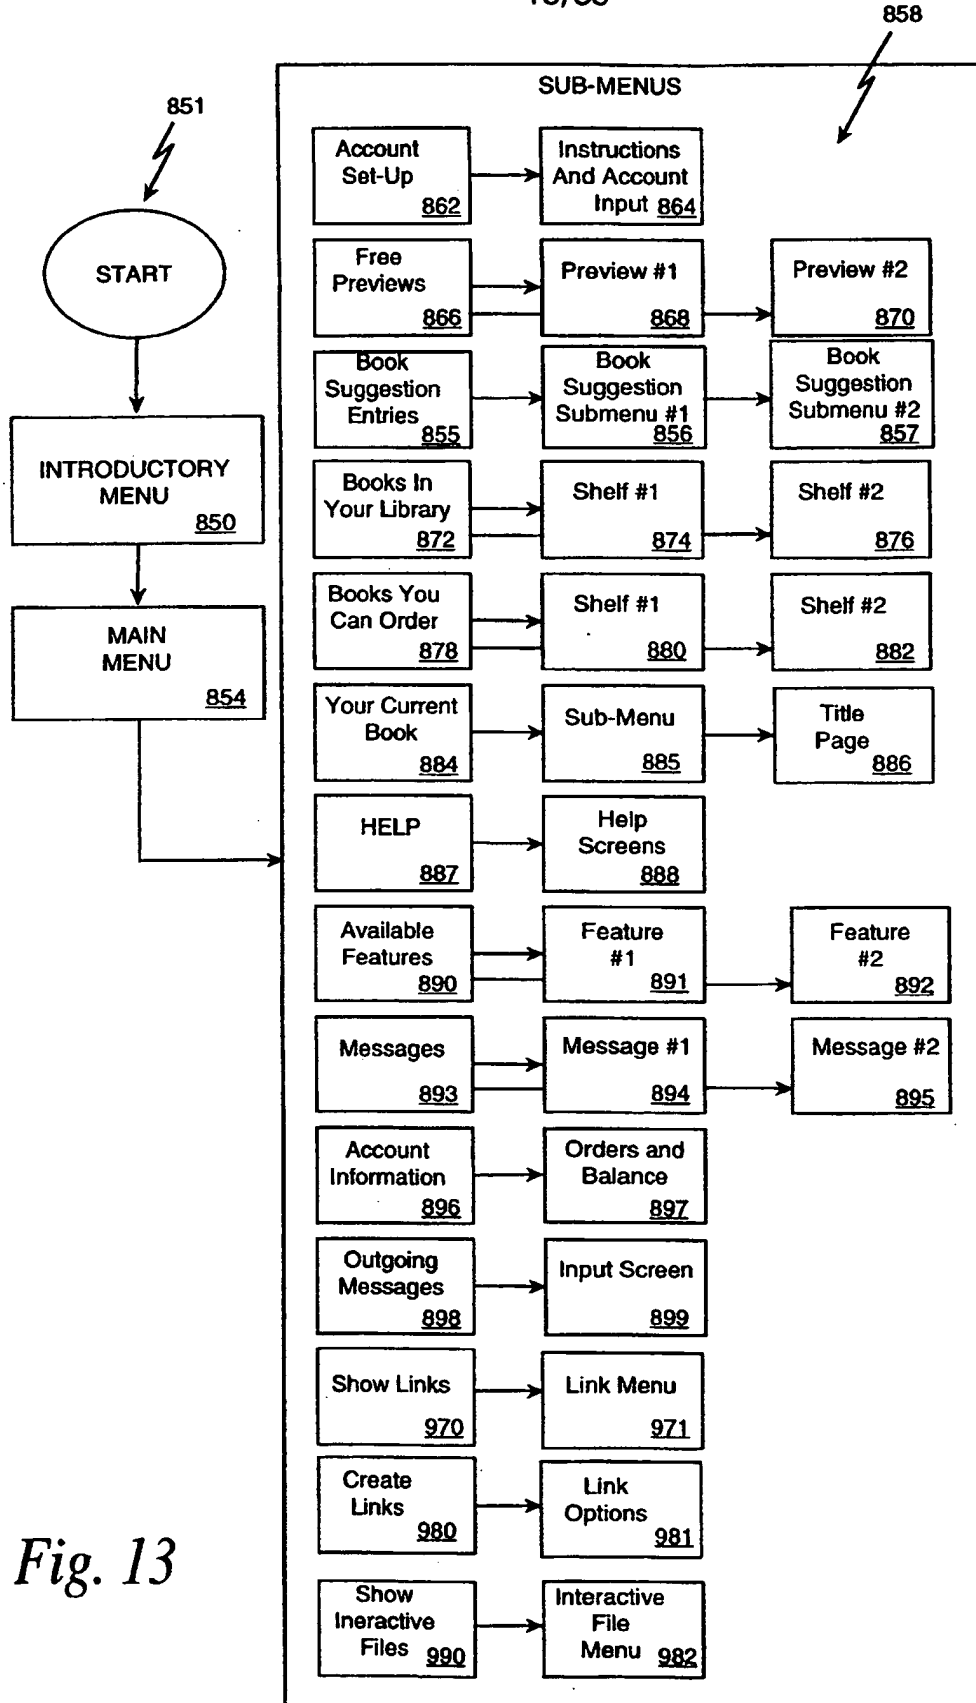 858
SUB-MENUS
851
START
INTRODUCTORY
MENU
850
MAIN
MENU
854
Account
Set-Up
862
Instructions
And Account
Input 864
Free
Previews
866
Preview #1
868
Preview #2
870
Book
Suggestion
Entries
855
Book
Suggestion
Submenu #1
856
Book
Suggestion
Submenu #2
857
Books In
Your Library
872
Shelf #1
874
Shelf #2
876
Books You
Can Order
878
Shelf #1
880
Shelf #2
882
Your Current
Book
884
Sub-Menu
885
Title
Page
886
HELP
887
Help
Screens
888
Available
Features
890
Feature
#1
891
Feature
#2
892
Messages
893
Message #1
894
Message #2
895
Account
Information
896
Orders and
Balance
897
Outgoing
Messages
898
Input Screen
899
Show Links
970
Link Menu
971
Create
Links
980
Link
Options
981
Show
Ineractive
Files 990
Interactive
File
Menu 982
Fig. 13